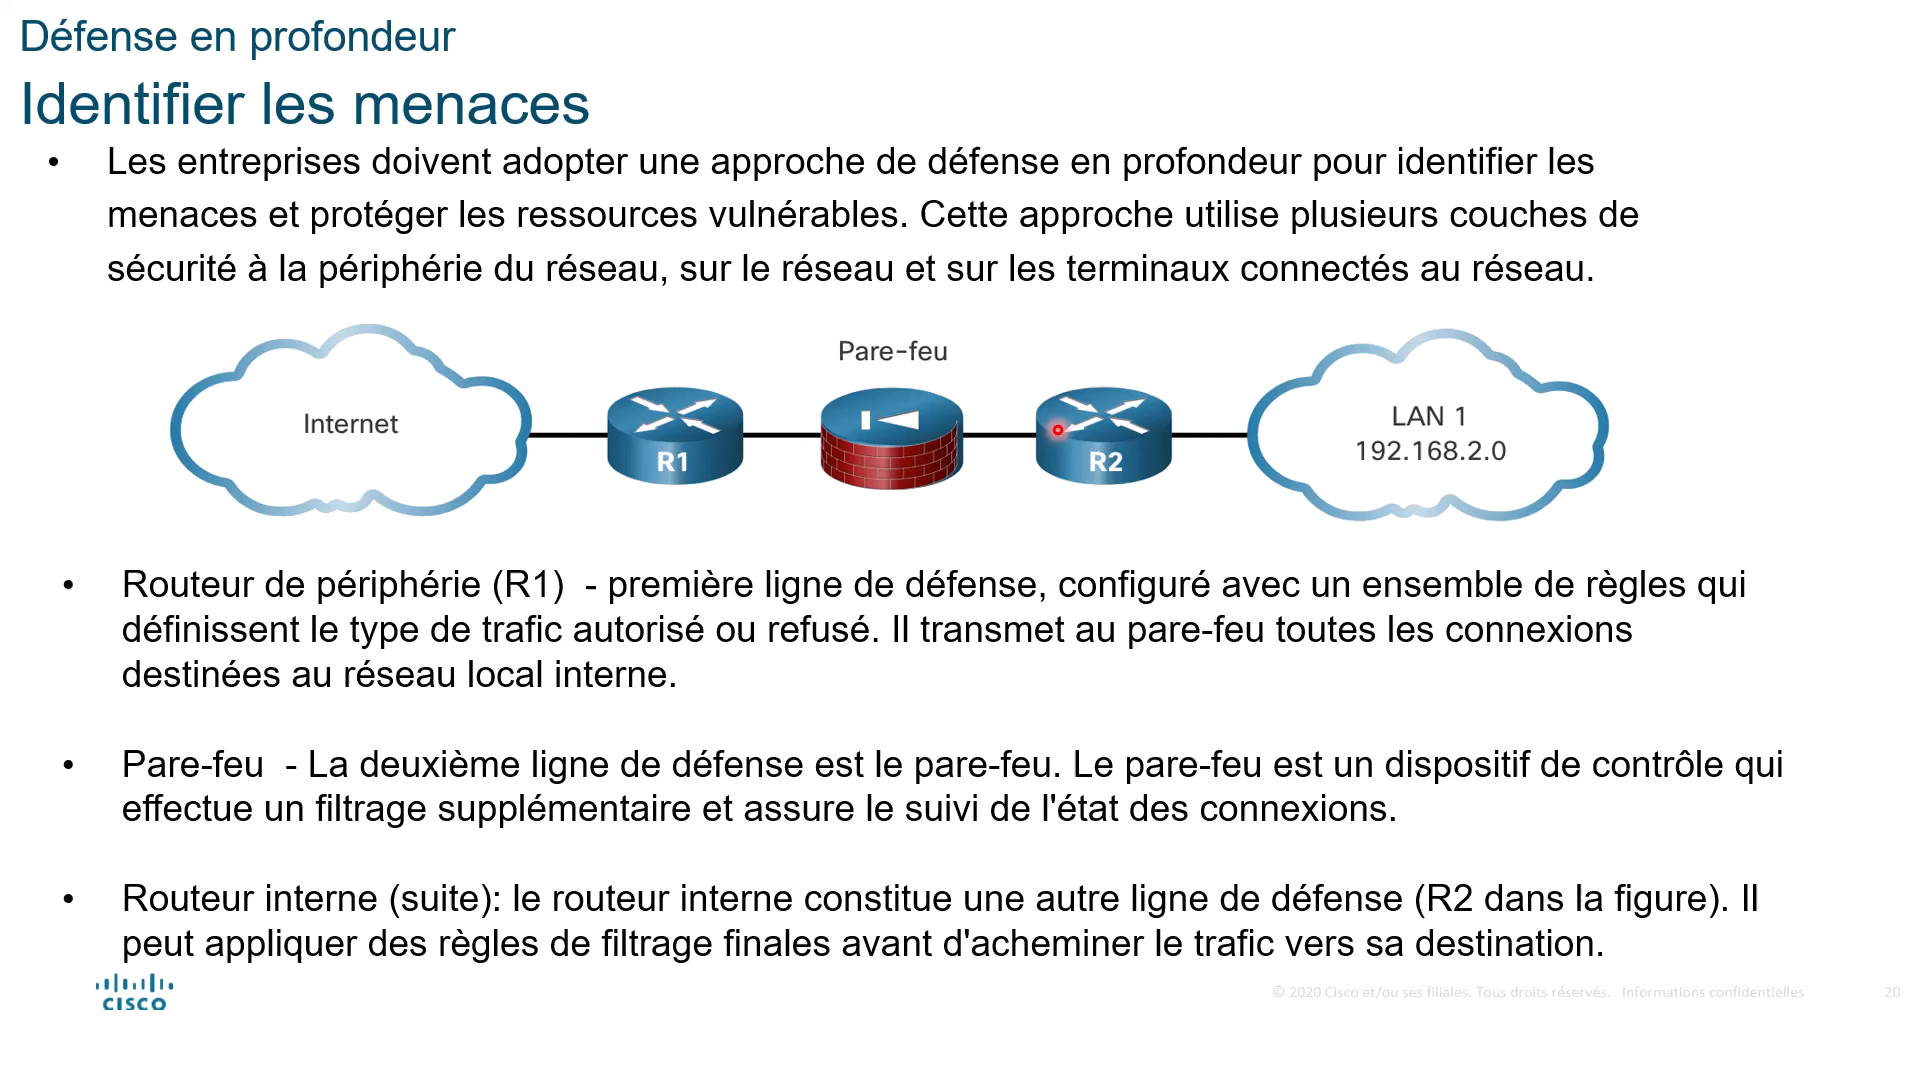 Défense en profondeur
Identifier les menaces
• Les entreprises doivent adopter une approche de défense en profondeur pour identifier les
menaces et protéger les ressources vulnérables. Cette approche utilise plusieurs couches de
sécurité à la périphérie du réseau, sur le réseau et sur les terminaux connectés au réseau.
Pare-feu
Internet
R1
R2
LAN 1
192.168.2.0
• Routeur de périphérie (R1)  - première ligne de défense, configuré avec un ensemble de règles qui
définissent le type de trafic autorisé ou refusé. Il transmet au pare-feu toutes les connexions
destinées au réseau local interne.
• Pare-feu  - La deuxième ligne de défense est le pare-feu. Le pare-feu est un dispositif de contrôle qui
effectue un filtrage supplémentaire et assure le suivi de l'état des connexions.
• Routeur interne (suite): le routeur interne constitue une autre ligne de défense (R2 dans la figure). Il
peut appliquer des règles de filtrage finales avant d'acheminer le trafic vers sa destination.
CISCO
© 2020 Cisco et/ou ses filiales. Tous droits réservés.   Informations confidentielles
20